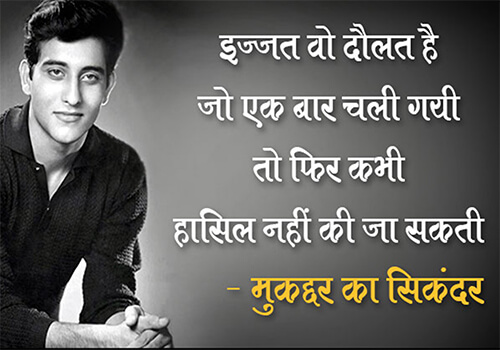 इज्जत वो दौलत है
जो एक बार चली गयी
तो फिर कभी
हासिल नहीं की जा सकती
- मुकद्दर का सिकंदर